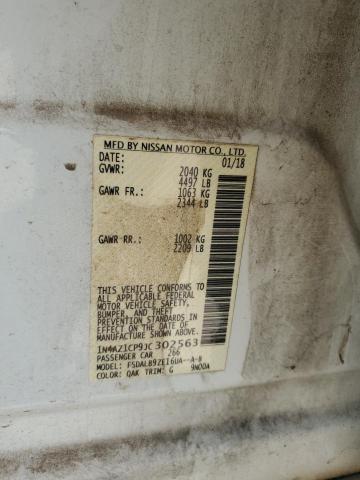 MFD BY NISSAN MOTOR CO., LTD.
DATE: 01/18
GVWR: 2040 KG
4497 LB
GAWR FR.: 1063 KG
2344 LB
GAWR RR.: 1002 KG
2209 LB
THIS VEHICLE CONFORMS TO
ALL APPLICABLE FEDERAL
MOTOR VEHICLE SAFETY,
BUMPER, AND THEFT
PREVENTION STANDARDS IN
EFFECT ON THE DATE OF
MANUFACTURE SHOWN ABOVE.
1N4AZ1CP9JC302563
PASSENGER CAR 266
MODEL: FSDALB9ZE16UA--A-B
COLOR: QAK TRIM: G 9N00A